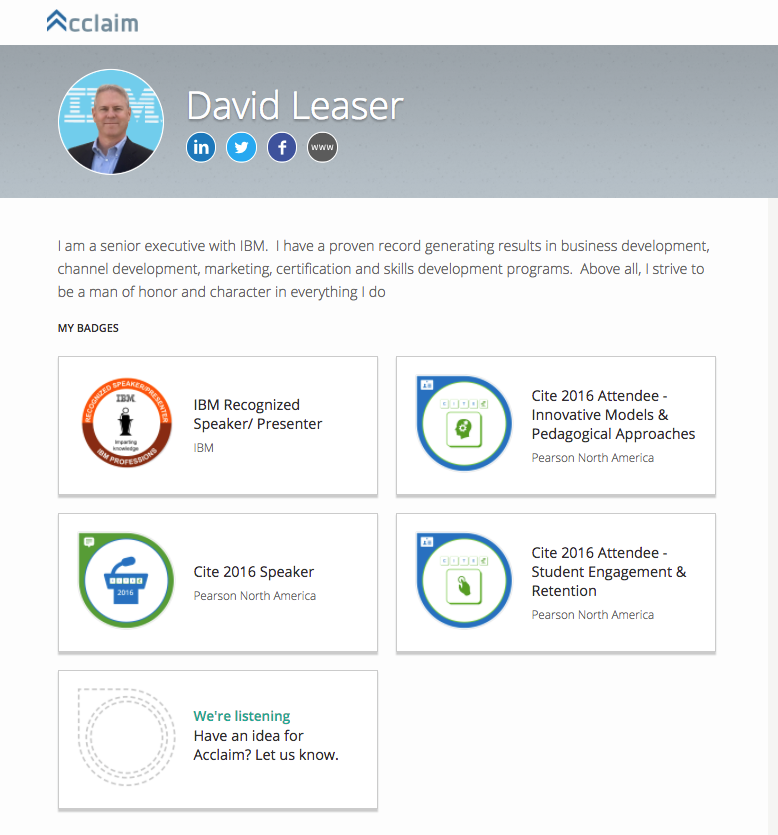 Acclaim
IBM
David Leaser
in
f
www
I am a senior executive with IBM.  I have a proven record generating results in business development,
channel development, marketing, certification and skills development programs.  Above all, I strive to
be a man of honor and character in everything I do
MY BADGES
RECOGNIZED SPEAKER/PRESENTER
IBM
Imparting
knowledge
IBM PROFESSIONS
IBM Recognized
Speaker/ Presenter
IBM
CITE
Cite 2016 Attendee -
Innovative Models &
Pedagogical Approaches
Pearson North America
2016
Cite 2016 Speaker
Pearson North America
CITE
Cite 2016 Attendee -
Student Engagement &
Retention
Pearson North America
We're listening
Have an idea for
Acclaim? Let us know.